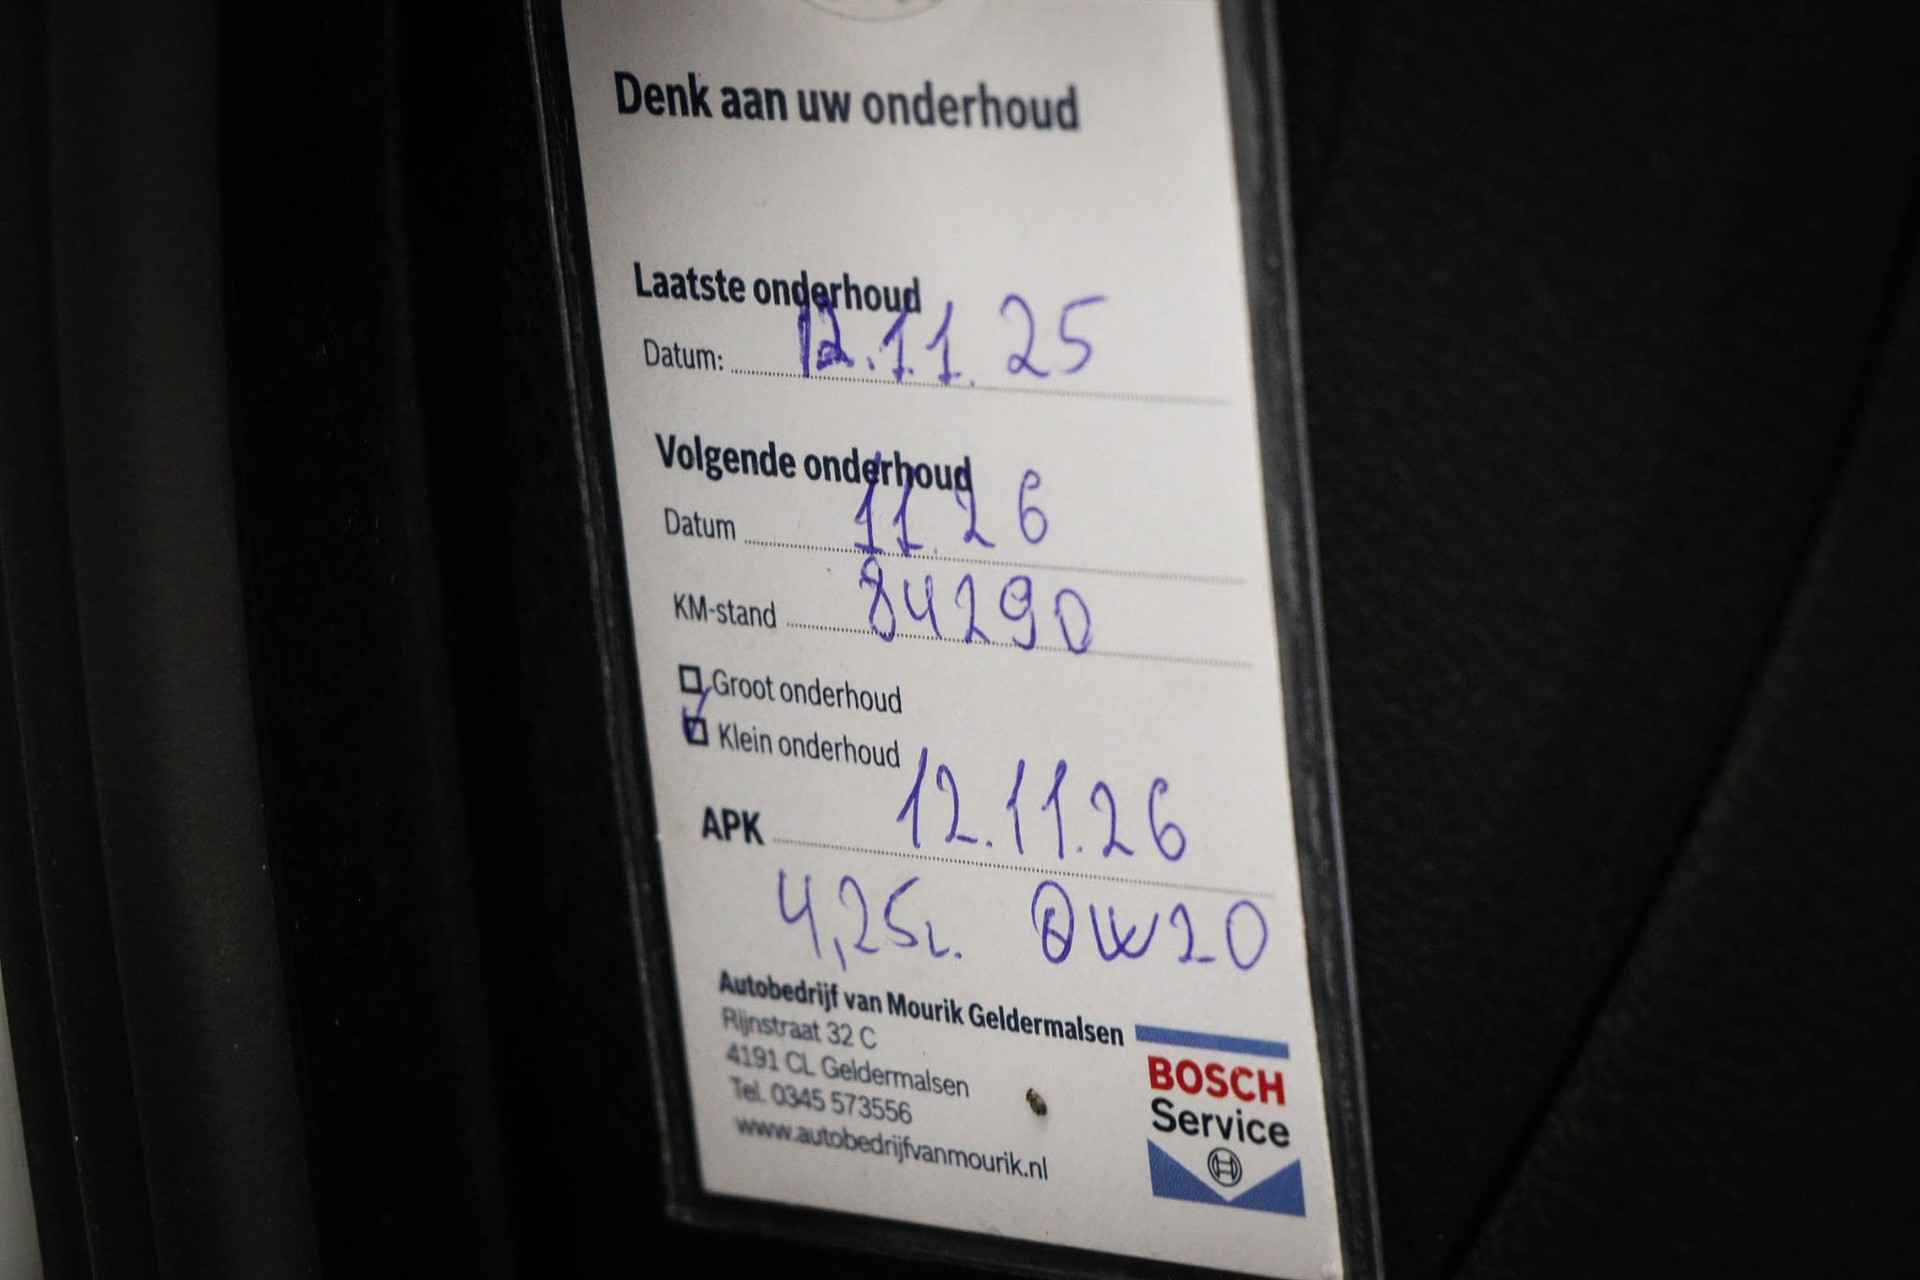 Denk aan uw onderhoud
Laatste onderhoud
Datum: 12.11.25
Volgende onderhoud
Datum 11.26
KM-stand 84290
Groot onderhoud
Klein onderhoud
APK 12.11.26
4,25L. 0W20
Autobedrijf van Mourik Geldermalsen
Rijnstraat 32 C
4191 CL Geldermalsen
Tel. 0345 573556
www.autobedrijfvanmourik.nl
BOSCH
Service